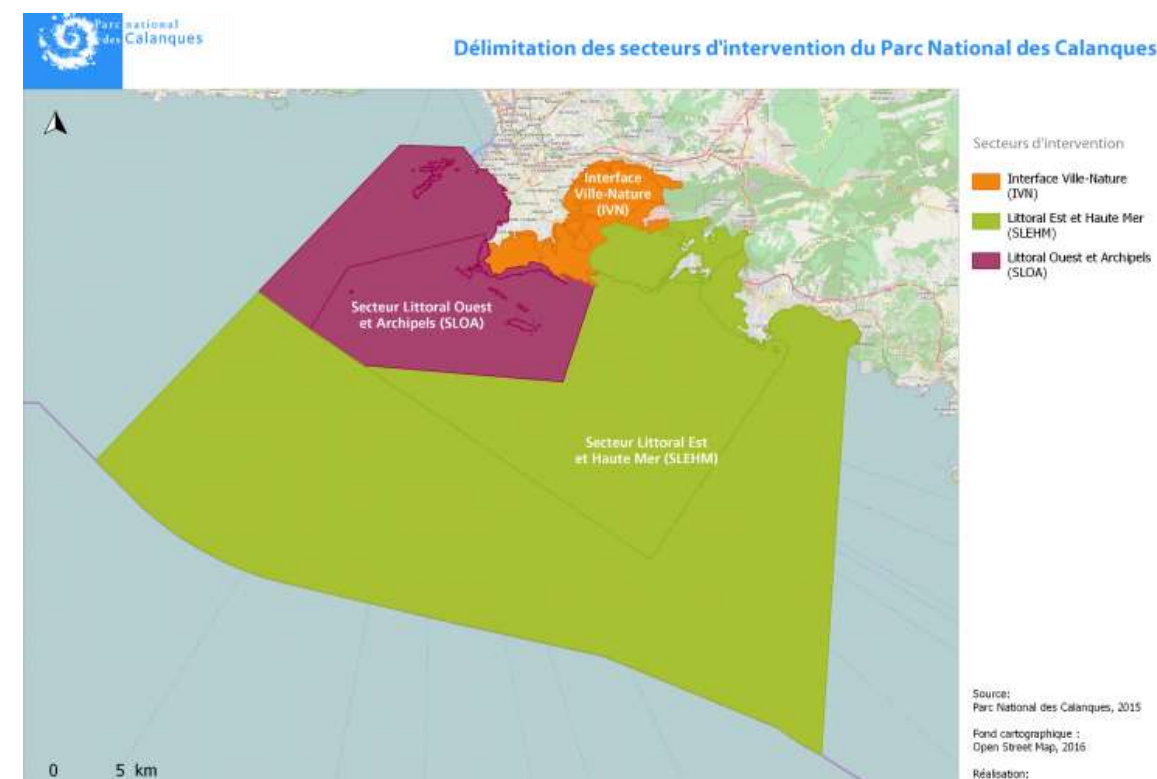 Parc national
des Calanques
Délimitation des secteurs d'intervention du Parc National des Calanques
Secteurs d'intervention
Interface Ville-Nature
(IVN)
Littoral Est et Haute Mer
(SLEHM)
Littoral Ouest et Archipels
(SLOA)
Interface
Ville-Nature
(IVN)
Secteur Littoral Ouest
et Archipels (SLOA)
Secteur Littoral Est
et Haute Mer (SLEHM)
Source:
Parc National des Calanques, 2015
Fond cartographique :
Open Street Map, 2016
Réalisation:
0 5 km